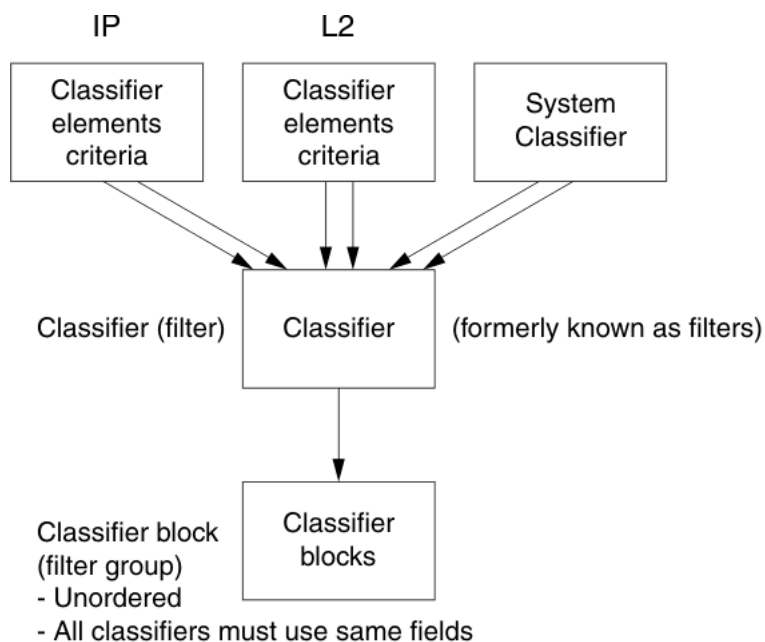 IP
L2
Classifier
elements
criteria
Classifier
elements
criteria
System
Classifier
Classifier (filter)
Classifier
(formerly known as filters)
Classifier block
(filter group)
- Unordered
- All classifiers must use same fields
Classifier
blocks